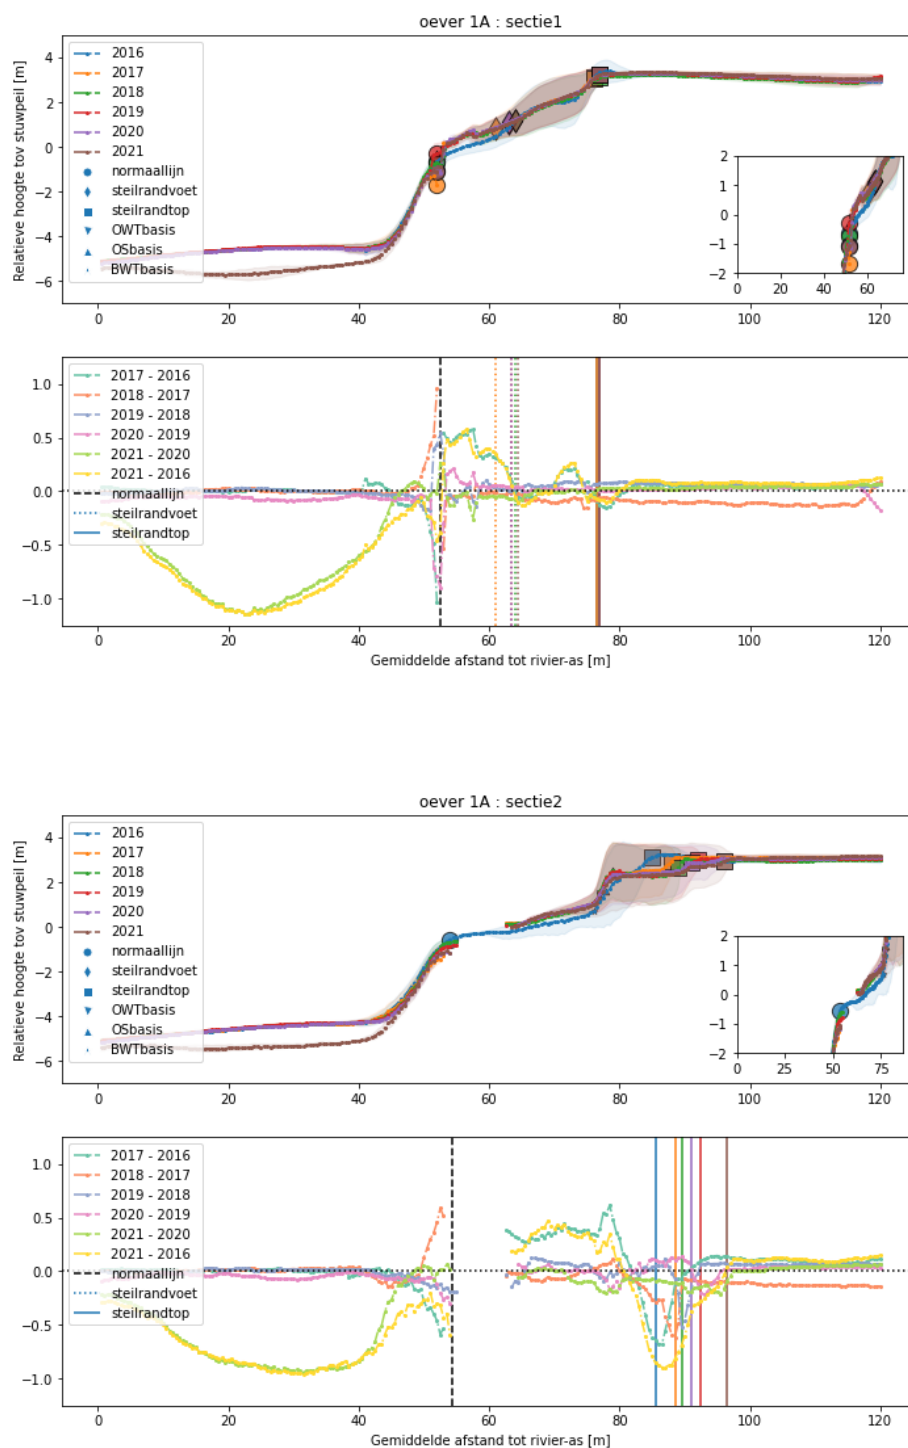 oever 1A : sectie1
Relatieve hoogte tov stuwpeil [m]
4
2
0
−2
−4
−6
2016
2017
2018
2019
2020
2021
normaallijn
steilrandvoet
steilrandtop
OWTbasis
OSbasis
BWTbasis
2
1
0
−1
−2
0 20 40 60
0 20 40 60 80 100 120
1.0
0.5
0.0
−0.5
−1.0
2017 - 2016
2018 - 2017
2019 - 2018
2020 - 2019
2021 - 2020
2021 - 2016
normaallijn
steilrandvoet
steilrandtop
0 20 40 60 80 100 120
Gemiddelde afstand tot rivier-as [m]
oever 1A : sectie2
Relatieve hoogte tov stuwpeil [m]
4
2
0
−2
−4
−6
2016
2017
2018
2019
2020
2021
normaallijn
steilrandvoet
steilrandtop
OWTbasis
OSbasis
BWTbasis
2
1
0
−1
−2
0 25 50 75
0 20 40 60 80 100 120
1.0
0.5
0.0
−0.5
−1.0
2017 - 2016
2018 - 2017
2019 - 2018
2020 - 2019
2021 - 2020
2021 - 2016
normaallijn
steilrandvoet
steilrandtop
0 20 40 60 80 100 120
Gemiddelde afstand tot rivier-as [m]